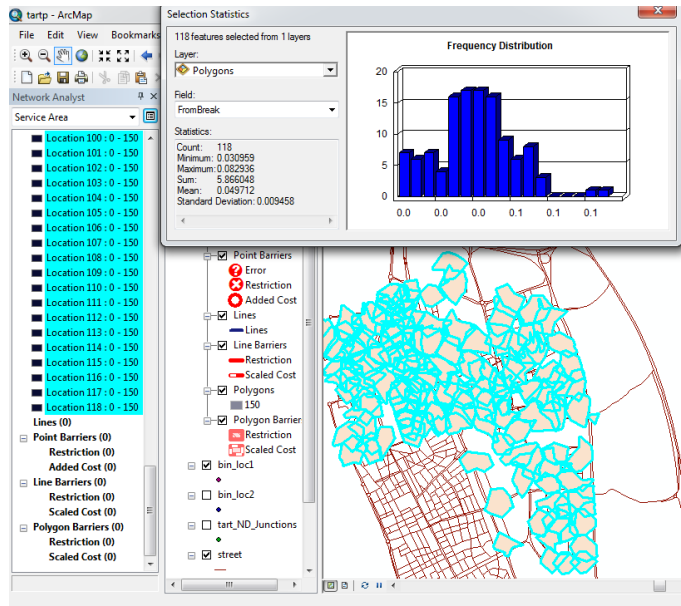 tartp - ArcMap
File Edit View Bookmarks
Network Analyst
Service Area
Location 100 : 0 - 150
Location 101 : 0 - 150
Location 102 : 0 - 150
Location 103 : 0 - 150
Location 104 : 0 - 150
Location 105 : 0 - 150
Location 106 : 0 - 150
Location 107 : 0 - 150
Location 108 : 0 - 150
Location 109 : 0 - 150
Location 110 : 0 - 150
Location 111 : 0 - 150
Location 112 : 0 - 150
Location 113 : 0 - 150
Location 114 : 0 - 150
Location 115 : 0 - 150
Location 116 : 0 - 150
Location 117 : 0 - 150
Location 118 : 0 - 150
Lines (0)
Point Barriers (0)
Restriction (0)
Added Cost (0)
Line Barriers (0)
Restriction (0)
Scaled Cost (0)
Polygon Barriers (0)
Restriction (0)
Scaled Cost (0)
Selection Statistics
118 features selected from 1 layers
Layer:
Polygons
Field:
FromBreak
Statistics:
Count: 118
Minimum: 0.030959
Maximum: 0.082936
Sum: 5.866048
Mean: 0.049712
Standard Deviation: 0.009458
Frequency Distribution
20
15
10
5
0
0.0 0.0 0.0 0.1 0.1 0.1
Point Barriers
Error
Restriction
Added Cost
Lines
Lines
Line Barriers
Restriction
Scaled Cost
Polygons
150
Polygon Barrier
Restriction
Scaled Cost
bin_loc1
bin_loc2
tart_ND_Junctions
street